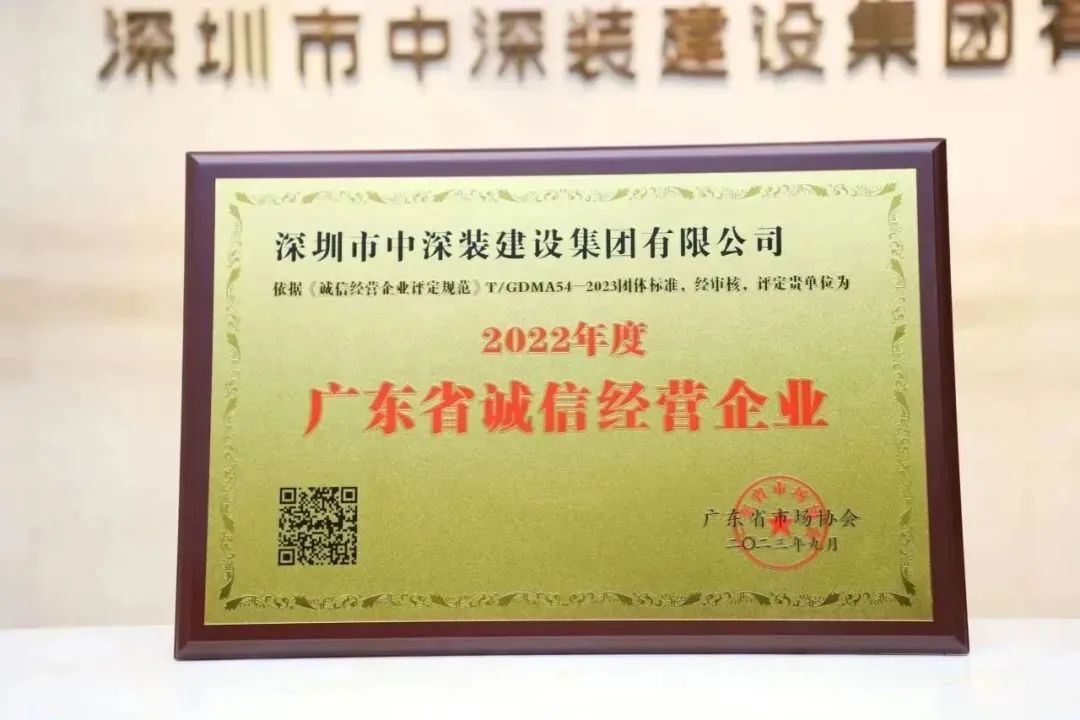 深圳市中深装建设集团有
深圳市中深装建设集团有限公司
依据《诚信经营企业评定规范》T/GDMA54—2023团体标准，经审核，评定贵单位为
2022年度
广东省诚信经营企业
广东省市场协会
二〇二三年九月